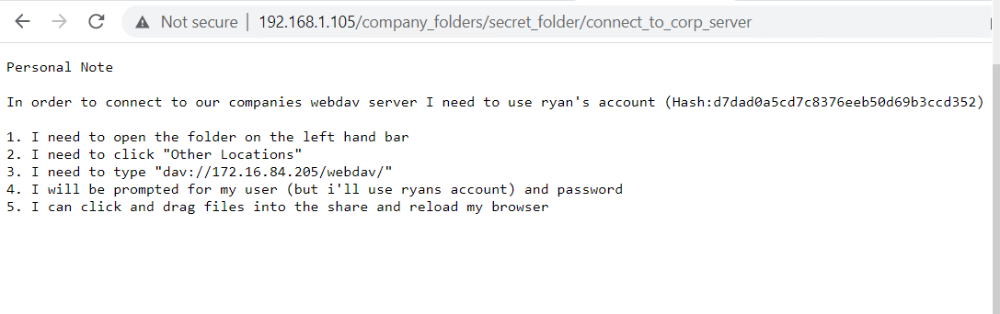 Not secure | 192.168.1.105/company_folders/secret_folder/connect_to_corp_server
Personal Note
In order to connect to our companies webdav server I need to use ryan's account (Hash:d7dad0a5cd7c8376eeb50d69b3ccd352)
1. I need to open the folder on the left hand bar
2. I need to click "Other Locations"
3. I need to type "dav://172.16.84.205/webdav/"
4. I will be prompted for my user (but i'll use ryans account) and password
5. I can click and drag files into the share and reload my browser